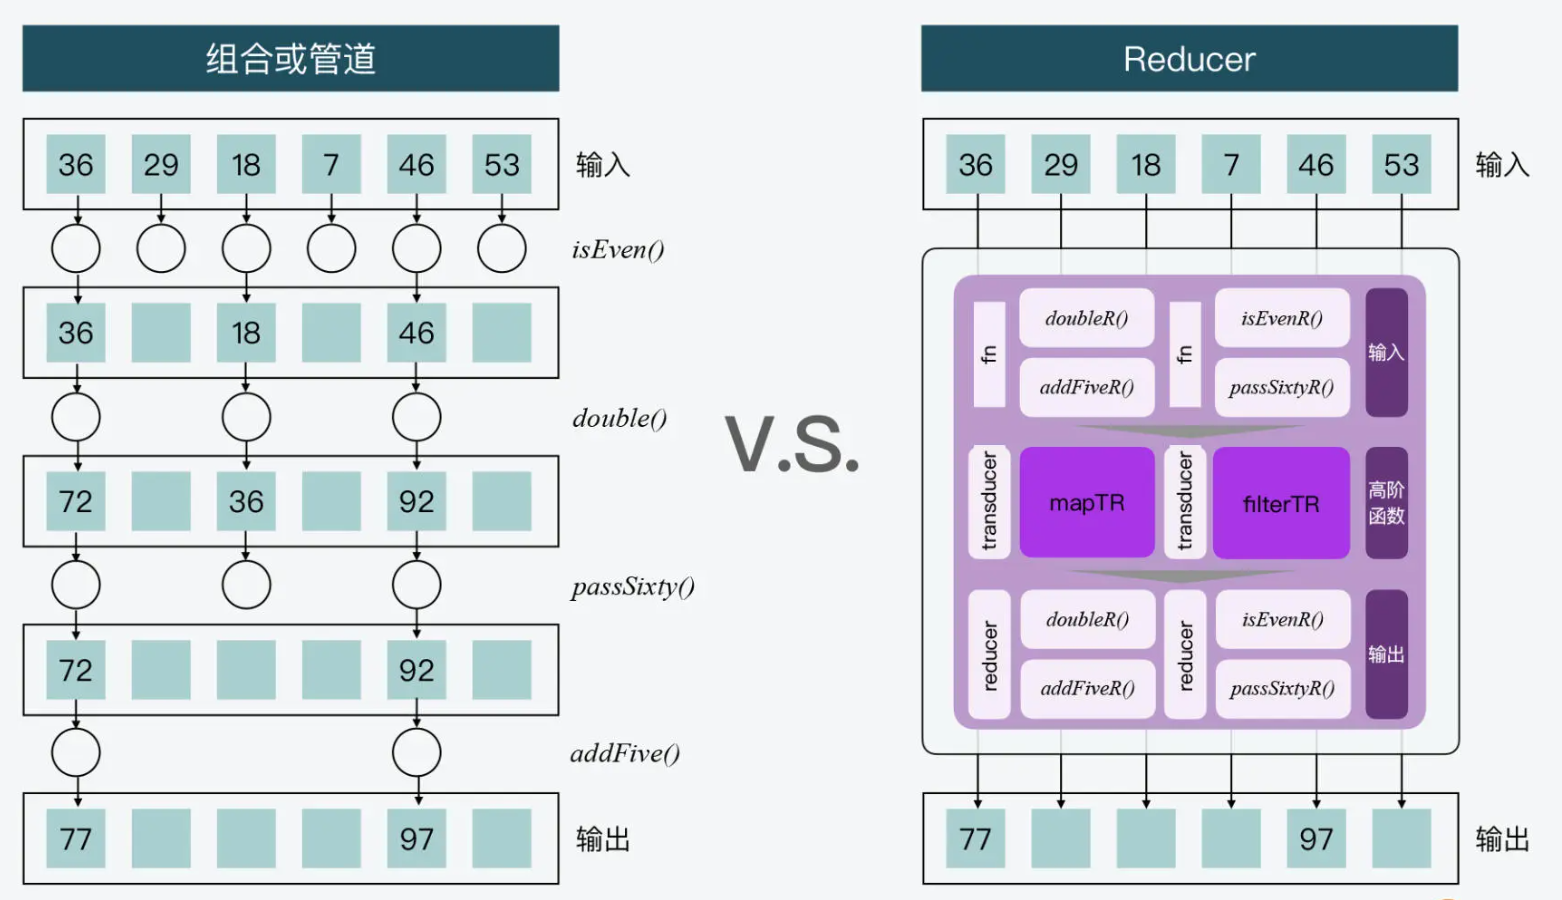 组合或管道
36 29 18 7 46 53 输入
isEven()
36 18 46
double()
72 36 92
passSixty()
72 92
addFive()
77 97 输出
V.S.
Reducer
36 29 18 7 46 53 输入
fn
doubleR()
addFiveR()
fn
isEvenR()
passSixtyR()
输入
transducer
mapTR
transducer
filterTR
高阶
函数
reducer
doubleR()
addFiveR()
reducer
isEvenR()
passSixtyR()
输出
77 97 输出